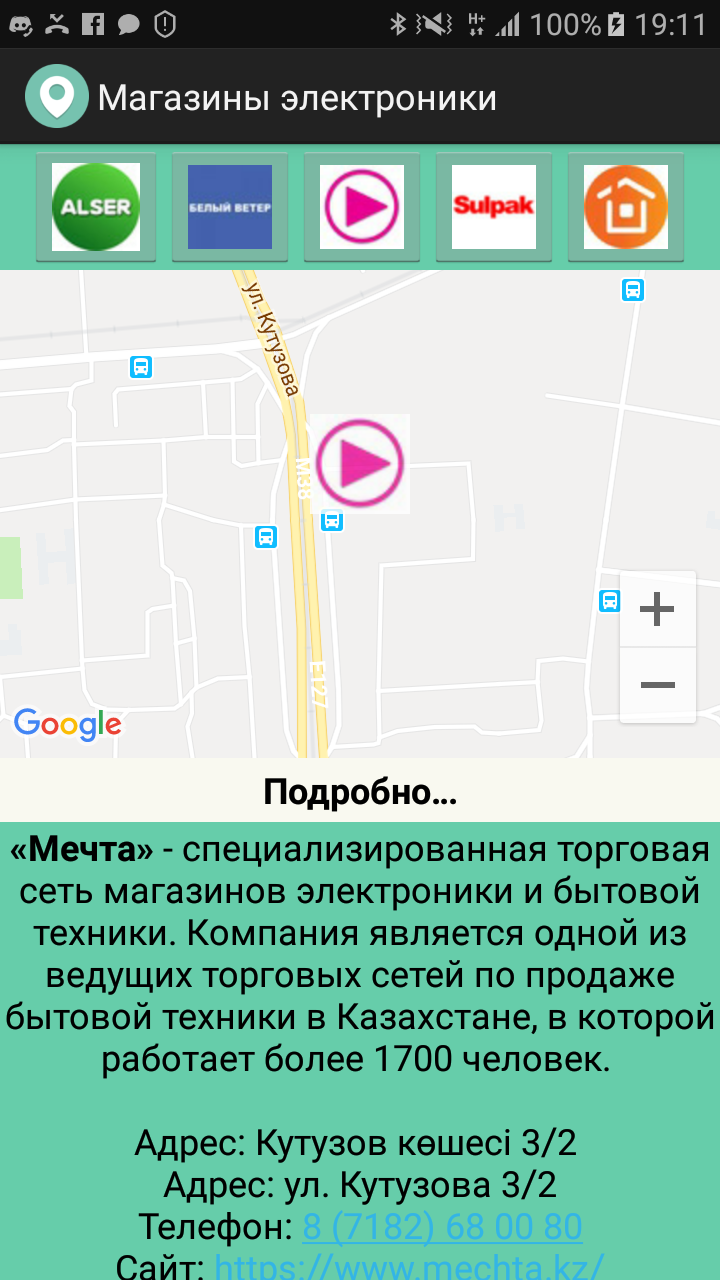 100% 19:11
Магазины электроники
ALSER
БЕЛЫЙ ВЕТЕР
Sulpak
ул. Кутузова
M38
E127
Google
Подробно...
«Мечта» - специализированная торговая
сеть магазинов электроники и бытовой
техники. Компания является одной из
ведущих торговых сетей по продаже
бытовой техники в Казахстане, в которой
работает более 1700 человек.
Адрес: Кутузов көшесі 3/2
Адрес: ул. Кутузова 3/2
Телефон: 8 (7182) 68 00 80
Сайт: https://www.mechta.kz/